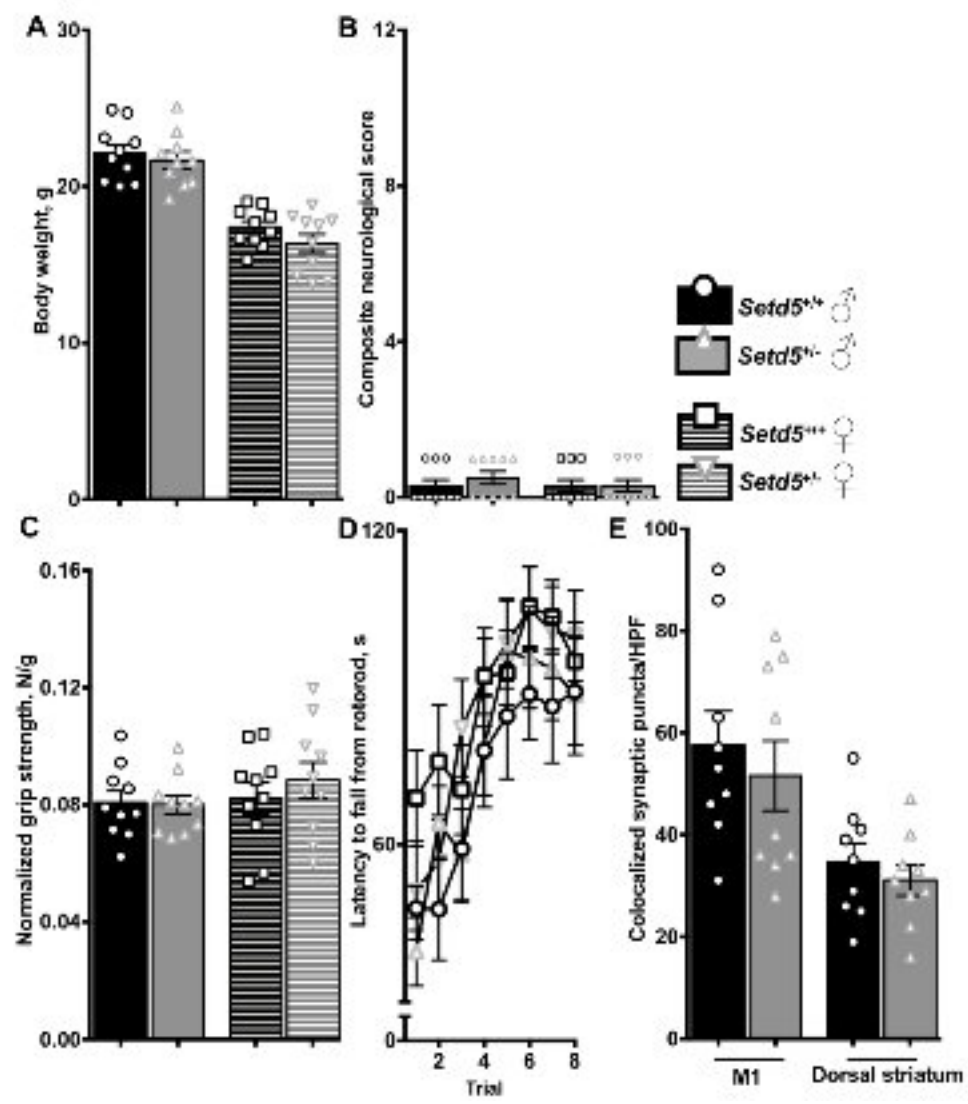 A
30
20
10
0
Body weight, g
B
12
8
4
0
Composite neurological score
Setd5+/+ ♂
Setd5+/- ♂
Setd5+/+ ♀
Setd5+/- ♀
C
0.16
0.12
0.08
0.04
0.00
Normalized grip strength. N/g
D
120
60
0
Latency to fall from rotorod, s
2 4 6 8
Trial
E
100
80
60
40
20
0
Colocalized synaptic puncta/HPF
M1 Dorsal striatum